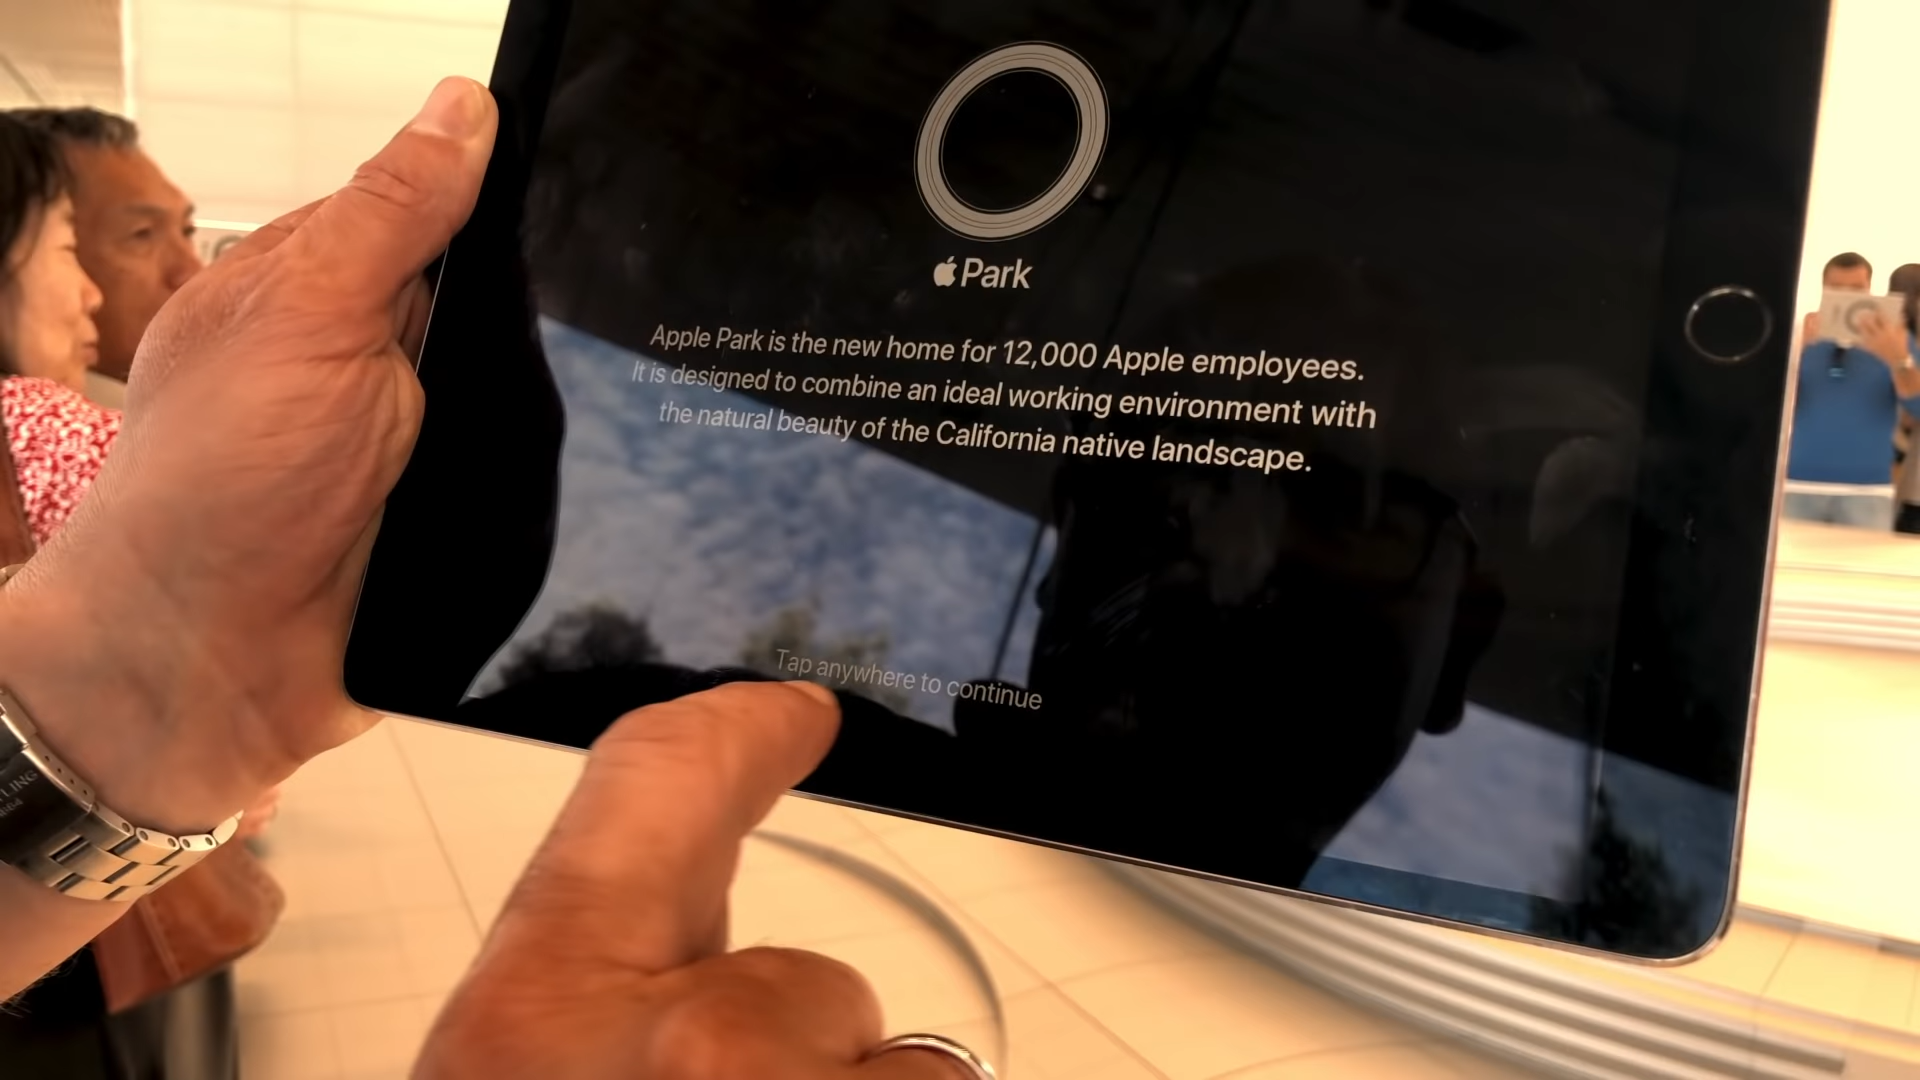 Park
Apple Park is the new home for 12,000 Apple employees.
It is designed to combine an ideal working environment with
the natural beauty of the California native landscape.
Tap anywhere to continue